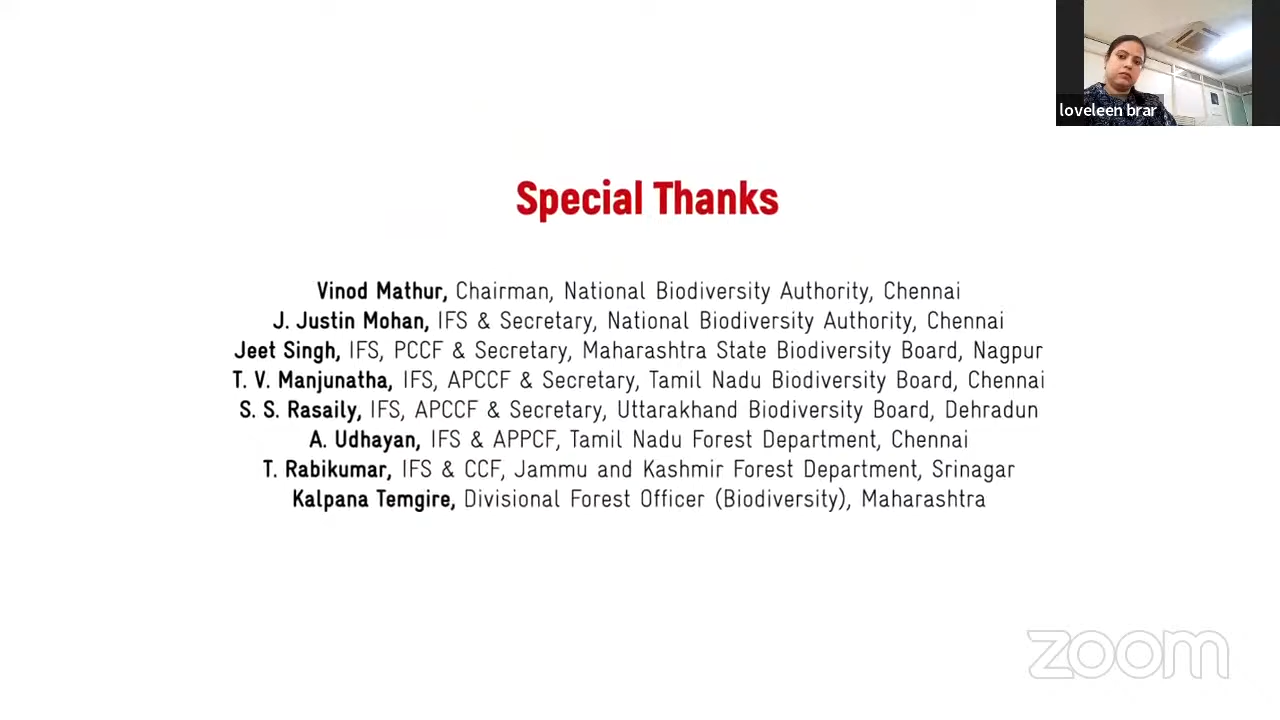 loveleen brar
Special Thanks
Vinod Mathur, Chairman, National Biodiversity Authority, Chennai
J. Justin Mohan, IFS & Secretary, National Biodiversity Authority, Chennai
Jeet Singh, IFS, PCCF & Secretary, Maharashtra State Biodiversity Board, Nagpur
T. V. Manjunatha, IFS, APCCF & Secretary, Tamil Nadu Biodiversity Board, Chennai
S. S. Rasaily, IFS, APCCF & Secretary, Uttarakhand Biodiversity Board, Dehradun
A. Udhayan, IFS & APPCF, Tamil Nadu Forest Department, Chennai
T. Rabikumar, IFS & CCF, Jammu and Kashmir Forest Department, Srinagar
Kalpana Temgire, Divisional Forest Officer (Biodiversity), Maharashtra
zoom